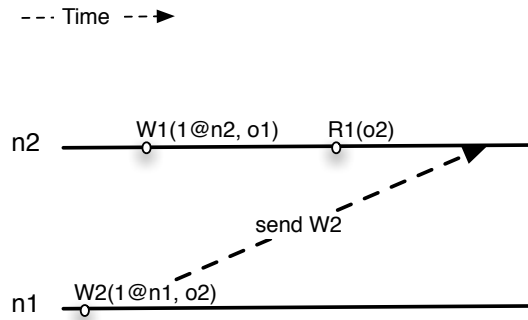 Time
W1(1@n2, o1) R1(o2)
n2
send W2
W2(1@n1, o2)
n1